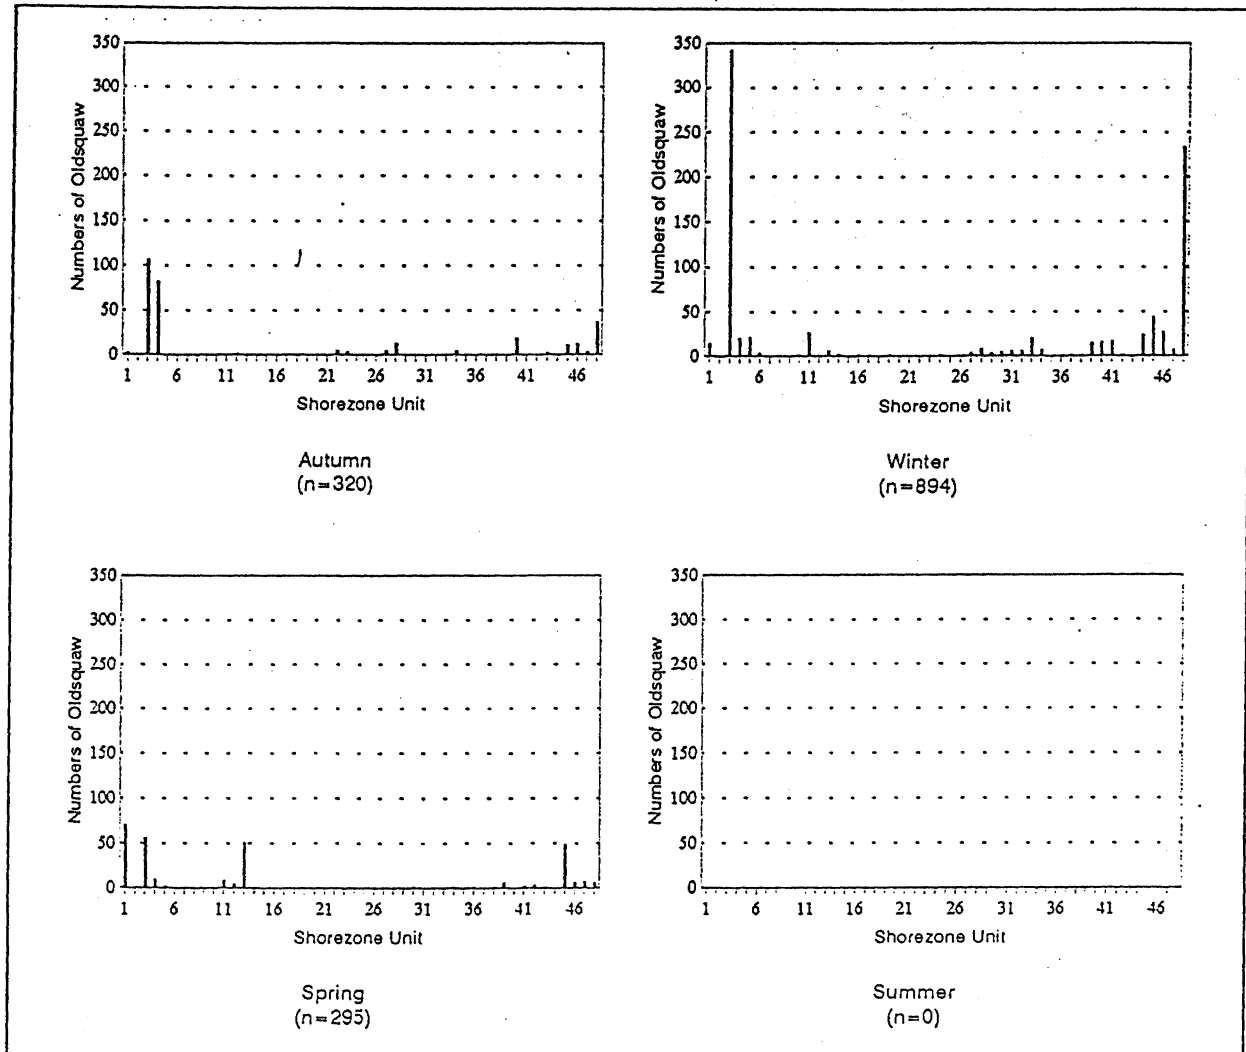 350
300
250
200
150
100
50
0
Numbers of Oldsquaw
1 6 11 16 21 26 31 36 41 46
Shorezone Unit
Autumn
(n=320)
350
300
250
200
150
100
50
0
Numbers of Oldsquaw
1 6 11 16 21 26 31 36 41 46
Shorezone Unit
Winter
(n=894)
350
300
250
200
150
100
50
0
Numbers of Oldsquaw
1 6 11 16 21 26 31 36 41 46
Shorezone Unit
Spring
(n=295)
350
300
250
200
150
100
50
0
Numbers of Oldsquaw
1 6 11 16 21 26 31 36 41 46
Shorezone Unit
Summer
(n=0)